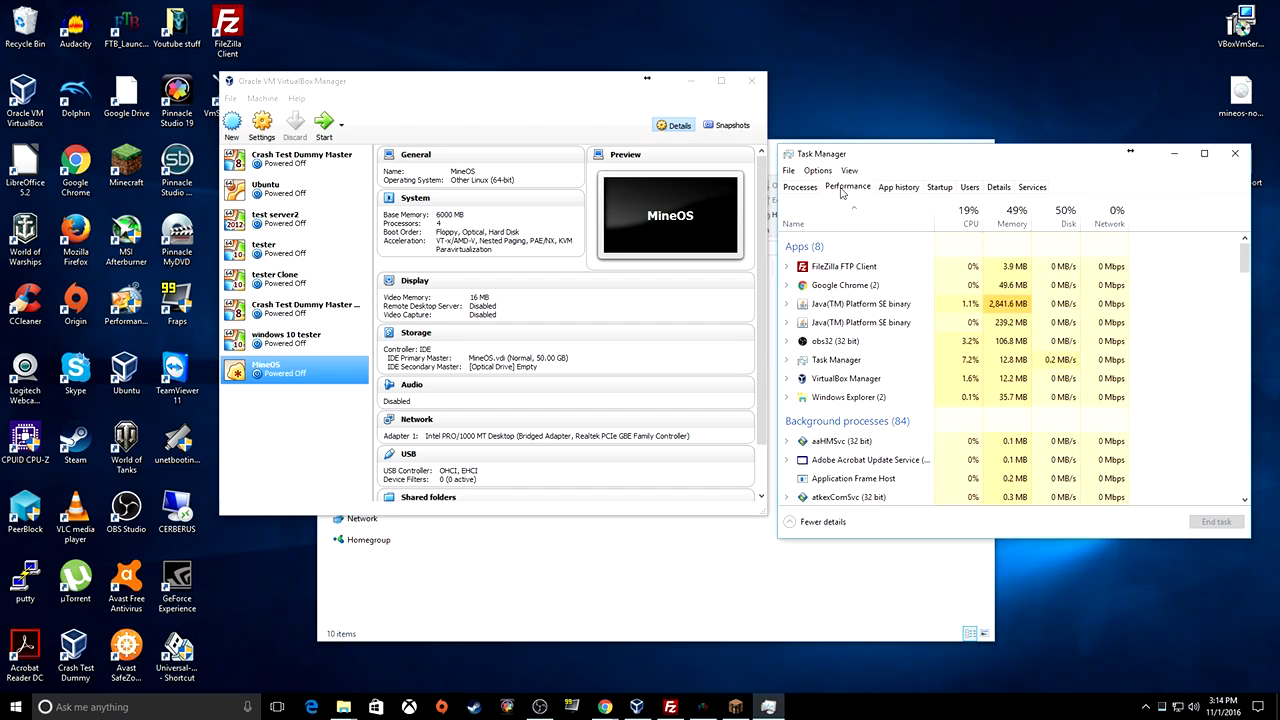 Recycle Bin
Audacity
FTB_Launc...
Youtube stuff
FileZilla
Client
VBoxVmSer...
Oracle VM
VirtualBox
Dolphin
Google Drive
Pinnacle
Studio 19
mineos-no...
LibreOffice
5.2
Google
Chrome
Minecraft
Pinnacle
Studio ...
World of
Warships
Mozilla
Firefox
MSI
Afterburner
Pinnacle
MyDVD
CCleaner
Origin
Performan...
99
Fraps
Logitech
Webca...
Skype
Ubuntu
TeamViewer
11
CPUID CPU-Z
Steam
World of
Tanks
unetbootin...
PeerBlock
VLC media
player
OBS Studio
CERBERUS
putty
µTorrent
Avast Free
Antivirus
GeForce
Experience
Acrobat
Reader DC
Crash Test
Dummy
Avast
SafeZo...
Universal-...
- Shortcut
Oracle VM VirtualBox Manager
File Machine Help
New Settings Discard Start
Details Snapshots
Crash Test Dummy Master
Powered Off
Ubuntu
Powered Off
test server2
Powered Off
tester
Powered Off
tester Clone
Powered Off
Crash Test Dummy Master ...
Powered Off
windows 10 tester
Powered Off
MineOS
Powered Off
General
Name: MineOS
Operating System: Other Linux (64-bit)
System
Base Memory: 6000 MB
Processors: 4
Boot Order: Floppy, Optical, Hard Disk
Acceleration: VT-x/AMD-V, Nested Paging, PAE/NX, KVM
Paravirtualization
Preview
MineOS
Display
Video Memory: 16 MB
Remote Desktop Server: Disabled
Video Capture: Disabled
Storage
Controller: IDE
IDE Primary Master: MineOS.vdi (Normal, 50.00 GB)
IDE Secondary Master: [Optical Drive] Empty
Audio
Disabled
Network
Adapter 1: Intel PRO/1000 MT Desktop (Bridged Adapter, Realtek PCIe GBE Family Controller)
USB
USB Controller: OHCI, EHCI
Device Filters: 0 (0 active)
Shared folders
Network
Homegroup
10 items
Task Manager
File Options View
Processes Performance App history Startup Users Details Services
19% 49% 50% 0%
Name CPU Memory Disk Network
Apps (8)
FileZilla FTP Client 0% 3.9 MB 0 MB/s 0 Mbps
Google Chrome (2) 0% 49.6 MB 0 MB/s 0 Mbps
Java(TM) Platform SE binary 1.1% 2,841.6 MB 0 MB/s 0 Mbps
Java(TM) Platform SE binary 0% 239.2 MB 0 MB/s 0 Mbps
obs32 (32 bit) 3.2% 106.8 MB 0 MB/s 0 Mbps
Task Manager 7.2% 12.8 MB 0.2 MB/s 0 Mbps
VirtualBox Manager 1.6% 12.2 MB 0 MB/s 0 Mbps
Windows Explorer (2) 0.1% 35.7 MB 0 MB/s 0 Mbps
Background processes (84)
aaHMSvc (32 bit) 0% 0.1 MB 0 MB/s 0 Mbps
Adobe Acrobat Update Service (... 0% 0.1 MB 0 MB/s 0 Mbps
Application Frame Host 0% 0.2 MB 0 MB/s 0 Mbps
atkexComSvc (32 bit) 0% 0.3 MB 0 MB/s 0 Mbps
Fewer details
End task
Ask me anything
3:14 PM
11/1/2016